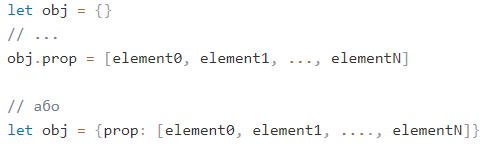 let obj = {}
// ...
obj.prop = [element0, element1, ..., elementN]
// або
let obj = {prop: [element0, element1, ...., elementN]}